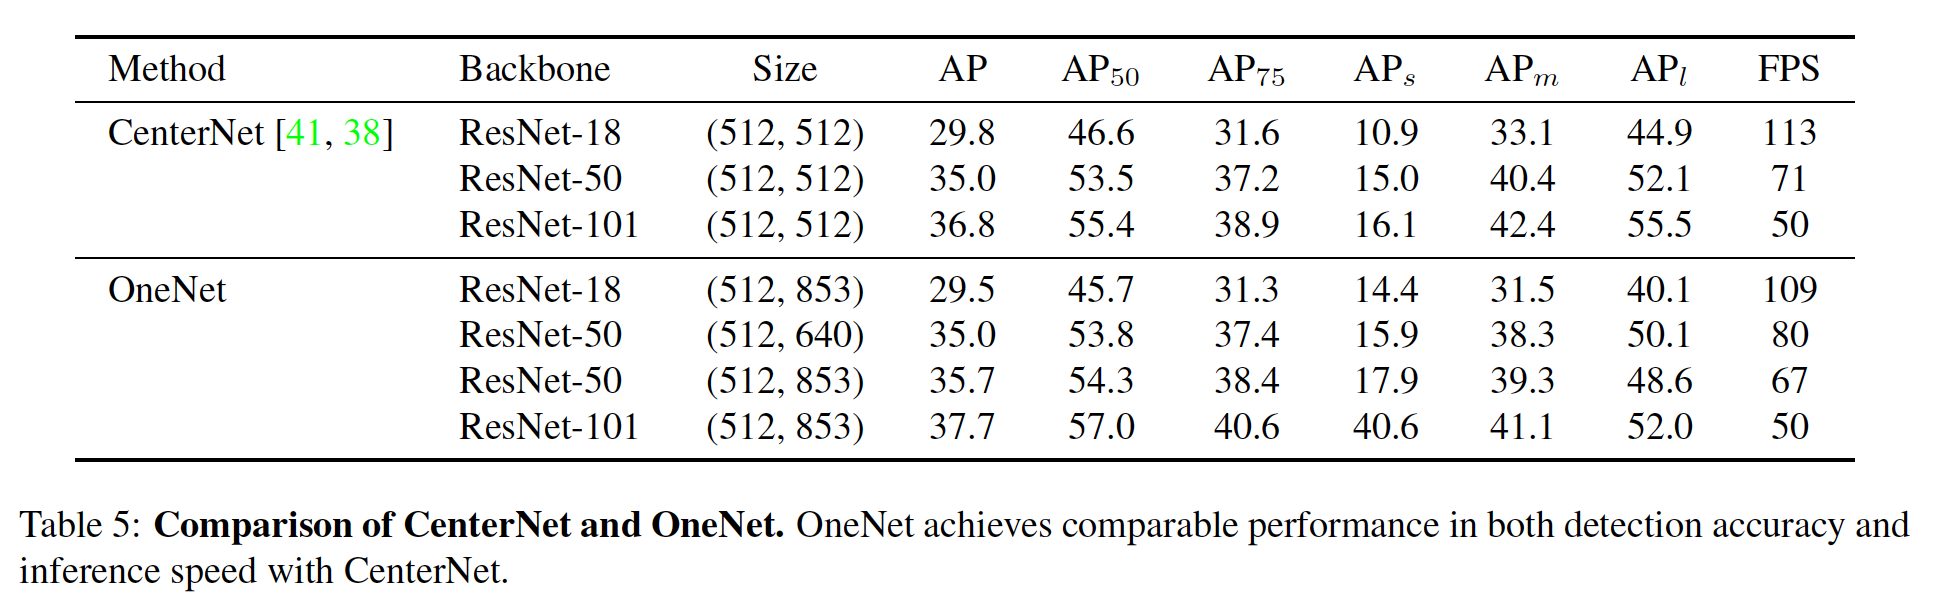 Method Backbone Size AP AP50 AP75 APs APm APl FPS
CenterNet [41, 38] ResNet-18 (512, 512) 29.8 46.6 31.6 10.9 33.1 44.9 113
ResNet-50 (512, 512) 35.0 53.5 37.2 15.0 40.4 52.1 71
ResNet-101 (512, 512) 36.8 55.4 38.9 16.1 42.4 55.5 50
OneNet ResNet-18 (512, 853) 29.5 45.7 31.3 14.4 31.5 40.1 109
ResNet-50 (512, 640) 35.0 53.8 37.4 15.9 38.3 50.1 80
ResNet-50 (512, 853) 35.7 54.3 38.4 17.9 39.3 48.6 67
ResNet-101 (512, 853) 37.7 57.0 40.6 40.6 41.1 52.0 50
Table 5: Comparison of CenterNet and OneNet. OneNet achieves comparable performance in both detection accuracy and
inference speed with CenterNet.